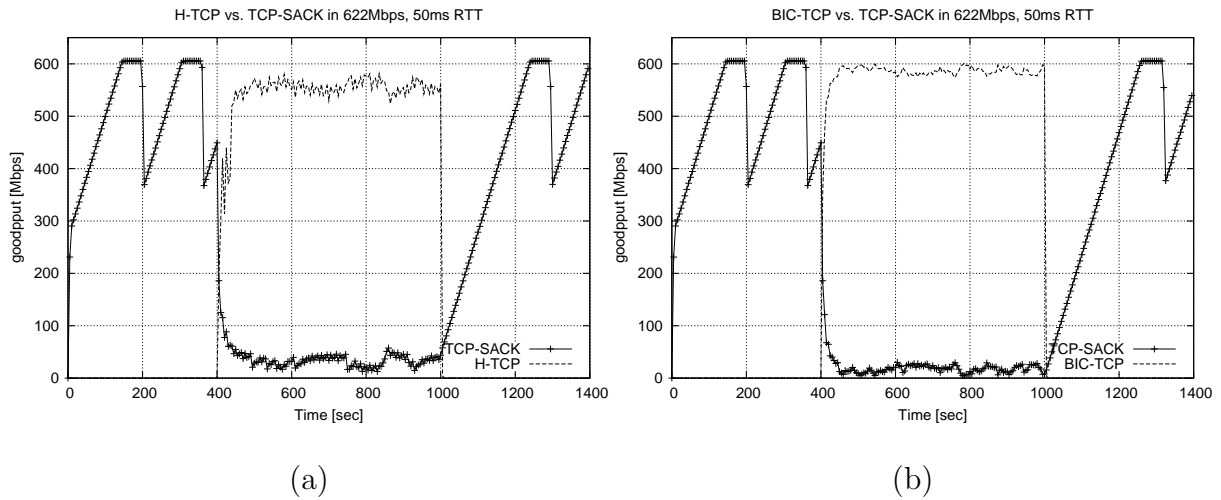 H-TCP vs. TCP-SACK in 622Mbps, 50ms RTT
goodpput [Mbps]
600
500
400
300
200
100
0
TCP-SACK
H-TCP
0 200 400 600 800 1000 1200 1400
Time [sec]
(a)
BIC-TCP vs. TCP-SACK in 622Mbps, 50ms RTT
goodpput [Mbps]
600
500
400
300
200
100
0
TCP-SACK
BIC-TCP
0 200 400 600 800 1000 1200 1400
Time [sec]
(b)